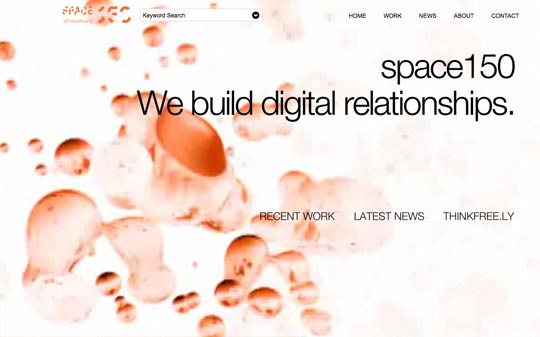 SPACE 150
Keyword Search
HOME WORK NEWS ABOUT CONTACT
space150
We build digital relationships.
RECENT WORK LATEST NEWS THINKFREE.LY